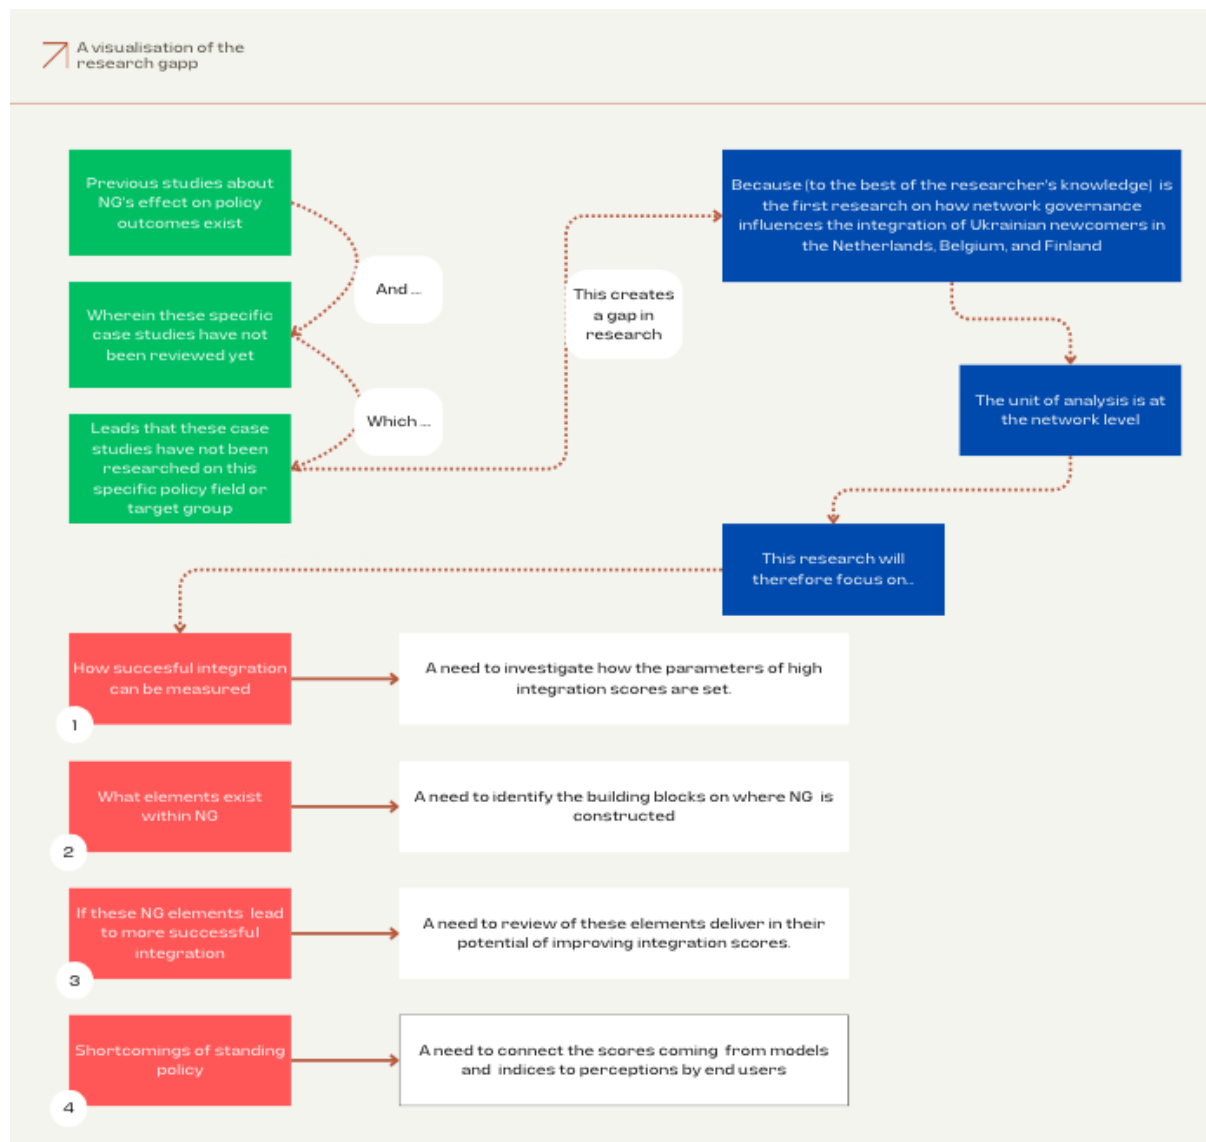 A visualisation of the
research gapp
Previous studies about
NG's effect on policy
outcomes exist
And ...
Wherein these specific
case studies have not
been reviewed yet
Which ...
Leads that these case
studies have not been
researched on this
specific policy field or
target group
This creates
a gap in
research
Because (to the best of the researcher's knowledge) is
the first research on how network governance
influences the integration of Ukrainian newcomers in
the Netherlands, Belgium, and Finland
The unit of analysis is at
the network level
This research will
therefore focus on...
How succesful integration
can be measured
1
A need to investigate how the parameters of high
integration scores are set.
What elements exist
within NG
2
A need to identify the building blocks on where NG is
constructed
If these NG elements lead
to more successful
integration
3
A need to review of these elements deliver in their
potential of improving integration scores.
Shortcomings of standing
policy
4
A need to connect the scores coming from models
and indices to perceptions by end users